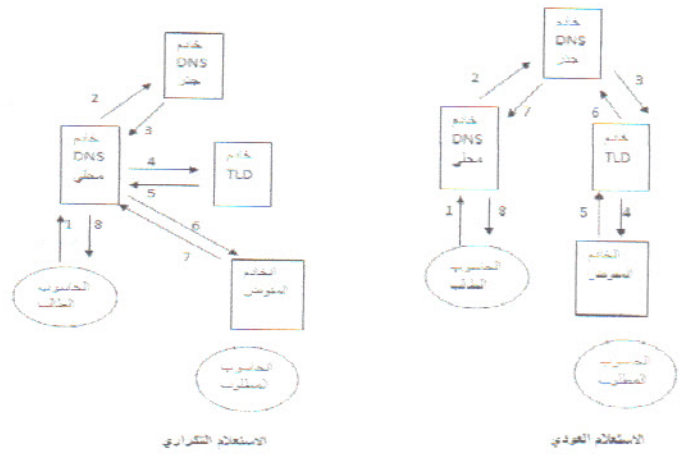 خادم
DNS
جذر
2
3
خادم
DNS
محلي
4
5
خادم
TLD
6
7
1
8
الحاسوب
الطالب
الخادم
المفوض
الحاسوب
المطلوب
الاستعلام التكراري
خادم
DNS
جذر
2
7
3
6
خادم
DNS
محلي
خادم
TLD
1
8
5
4
الحاسوب
الطالب
الخادم
المفوض
الحاسوب
المطلوب
الاستعلام العودي